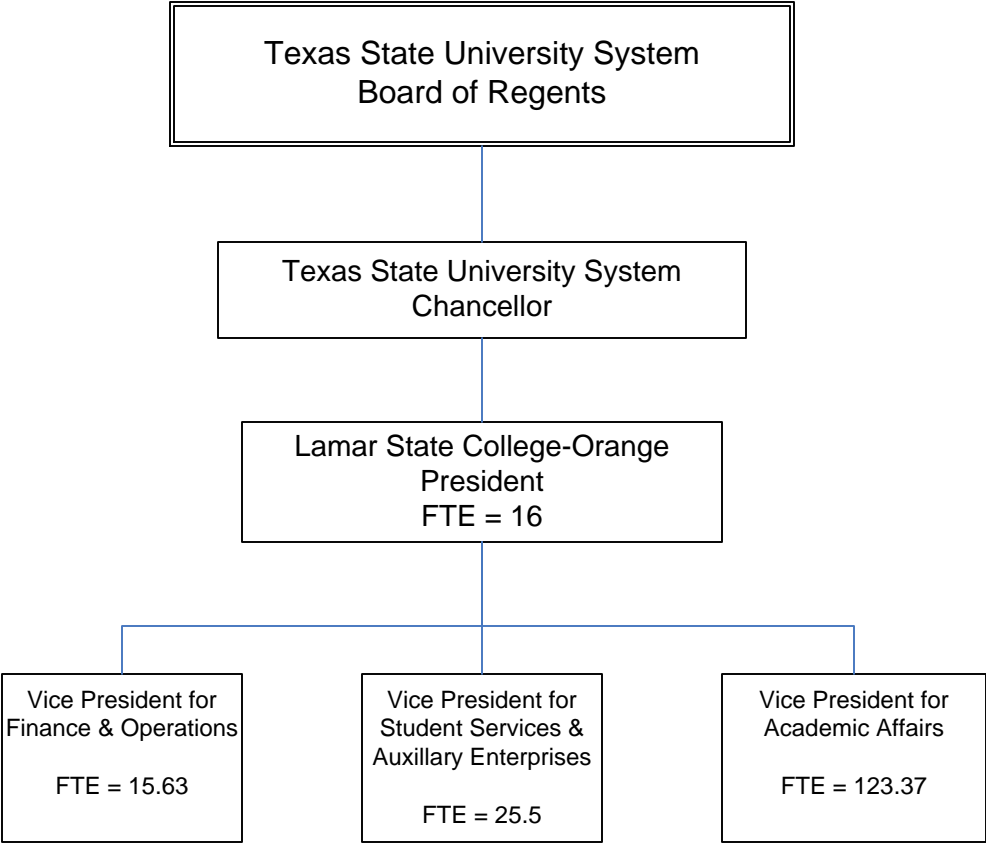 Texas State University System
Board of Regents
Texas State University System
Chancellor
Lamar State College-Orange
President
FTE = 16
Vice President for
Finance & Operations
FTE = 15.63
Vice President for
Student Services &
Auxillary Enterprises
FTE = 25.5
Vice President for
Academic Affairs
FTE = 123.37